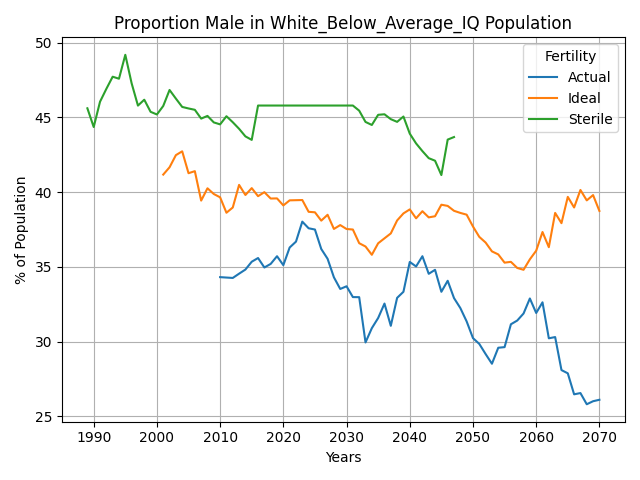 Proportion Male in White_Below_Average_IQ Population
% of Population
50
45
40
35
30
25
Fertility
Actual
Ideal
Sterile
1990 2000 2010 2020 2030 2040 2050 2060 2070
Years